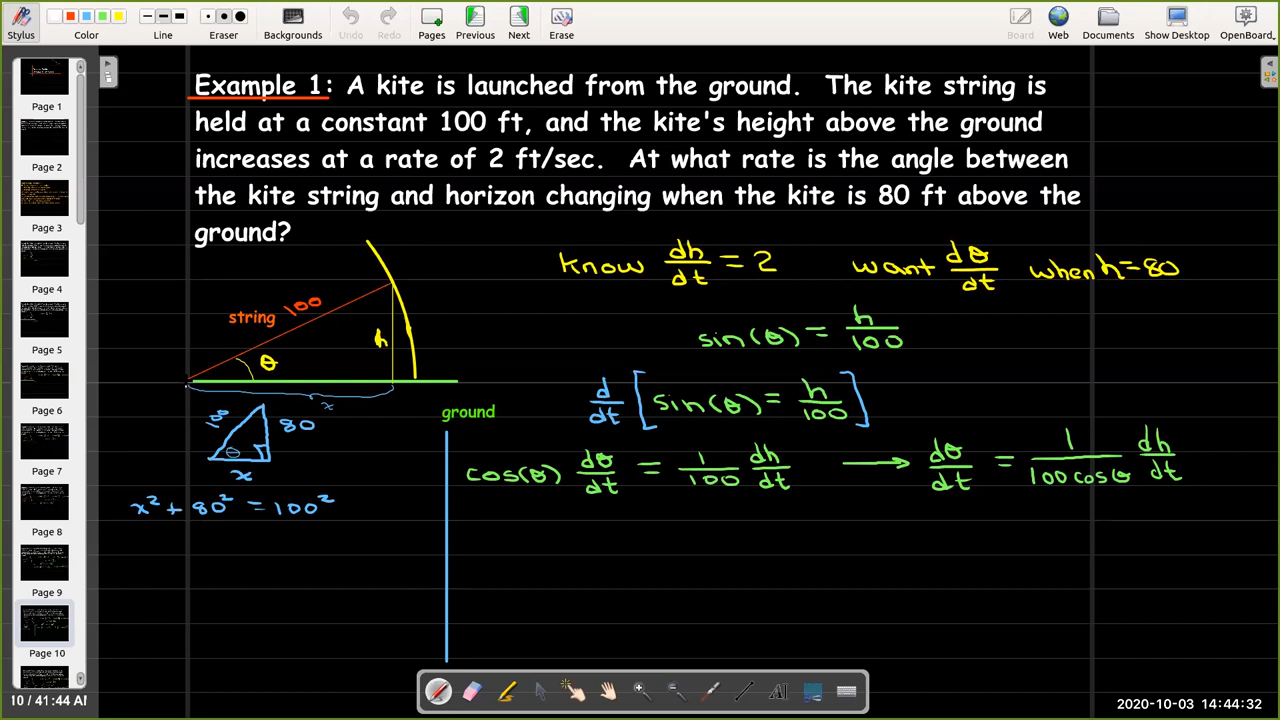 Stylus
Color
Line
Eraser
Backgrounds
Undo
Redo
Pages
Previous
Next
Erase
Board
Web
Documents
Show Desktop
OpenBoard
Page 1
Page 2
Page 3
Page 4
Page 5
Page 6
Page 7
Page 8
Page 9
Page 10
Example 1: A kite is launched from the ground. The kite string is
held at a constant 100 ft, and the kite's height above the ground
increases at a rate of 2 ft/sec. At what rate is the angle between
the kite string and horizon changing when the kite is 80 ft above the
ground?
know dh/dt = 2 want dθ/dt when h=80
string 100
h
θ
x
ground
sin(θ) = h/100
d/dt [sin(θ) = h/100]
cos(θ) dθ/dt = 1/100 dh/dt → dθ/dt = 1/100cosθ dh/dt
100
80
θ
x
x² + 80² = 100²
10 / 41:44 AM
2020-10-03 14:44:32